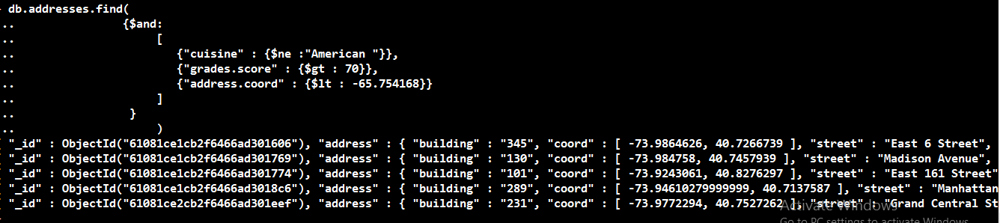 db.addresses.find(
..               {$and:
..                    [
..                       {"cuisine" : {$ne :"American "}},
..                       {"grades.score" : {$gt : 70}},
..                       {"address.coord" : {$lt : -65.754168}}
..                    ]
..                }
..                    )
"_id" : ObjectId("61081ce1cb2f6466ad301606"), "address" : { "building" : "345", "coord" : [ -73.9864626, 40.7266739 ], "street" : "East 6 Street",
"_id" : ObjectId("61081ce1cb2f6466ad301769"), "address" : { "building" : "130", "coord" : [ -73.984758, 40.7457939 ], "street" : "Madison Avenue",
"_id" : ObjectId("61081ce1cb2f6466ad301774"), "address" : { "building" : "101", "coord" : [ -73.9243061, 40.8276297 ], "street" : "East 161 Street"
"_id" : ObjectId("61081ce1cb2f6466ad3018c6"), "address" : { "building" : "289", "coord" : [ -73.94610279999999, 40.7137587 ], "street" : "Manhattan
"_id" : ObjectId("61081ce2cb2f6466ad301eef"), "address" : { "building" : "231", "coord" : [ -73.9772294, 40.7527262 ], "street" : "Grand Central St
Activate Windows
Go to PC settings to activate Windows.